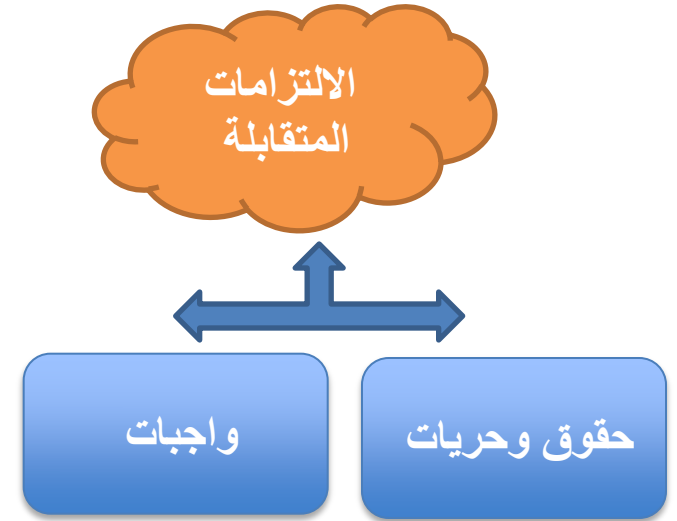 الالتزامات
المتقابلة
حقوق وحريات
واجبات